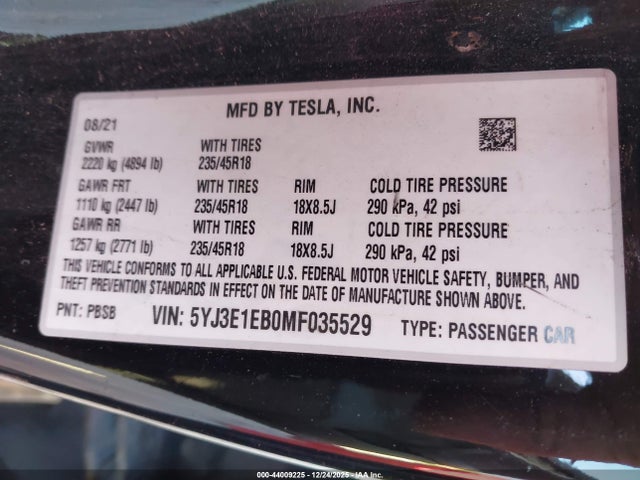 MFD BY TESLA, INC.
08/21
GVWR WITH TIRES
2220 kg (4894 lb) 235/45R18
GAWR FRT WITH TIRES RIM COLD TIRE PRESSURE
1110 kg (2447 lb) 235/45R18 18X8.5J 290 kPa, 42 psi
GAWR RR WITH TIRES RIM COLD TIRE PRESSURE
1257 kg (2771 lb) 235/45R18 18X8.5J 290 kPa, 42 psi
THIS VEHICLE CONFORMS TO ALL APPLICABLE U.S. FEDERAL MOTOR VEHICLE SAFETY, BUMPER, AND
THEFT PREVENTION STANDARDS IN EFFECT ON THE DATE OF MANUFACTURE SHOWN ABOVE.
PNT: PBSB VIN: 5YJ3E1EB0MF035529 TYPE: PASSENGER CAR
000-44009225 - 12/24/2025 - IAA Inc.